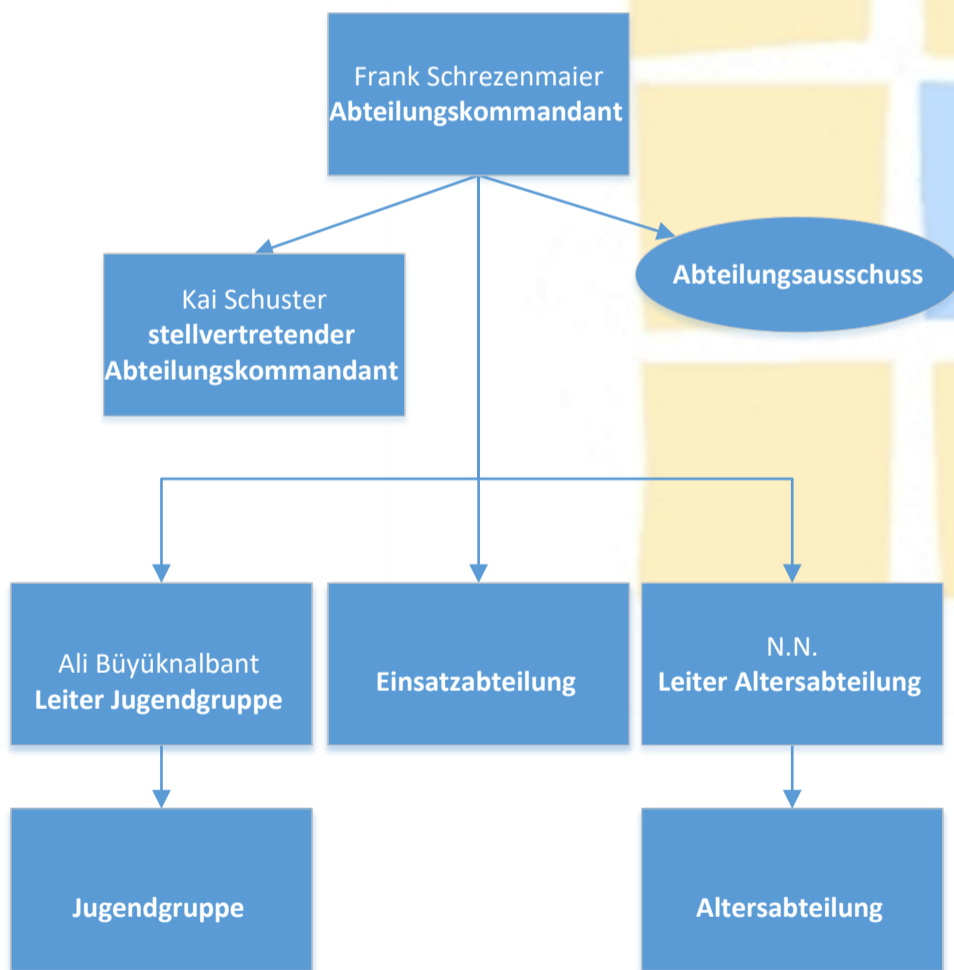 Frank Schrezenmaier
Abteilungskommandant
Kai Schuster
stellvertretender
Abteilungskommandant
Abteilungsausschuss
Ali Büyüknalbant
Leiter Jugendgruppe
Einsatzabteilung
N.N.
Leiter Altersabteilung
Jugendgruppe
Altersabteilung